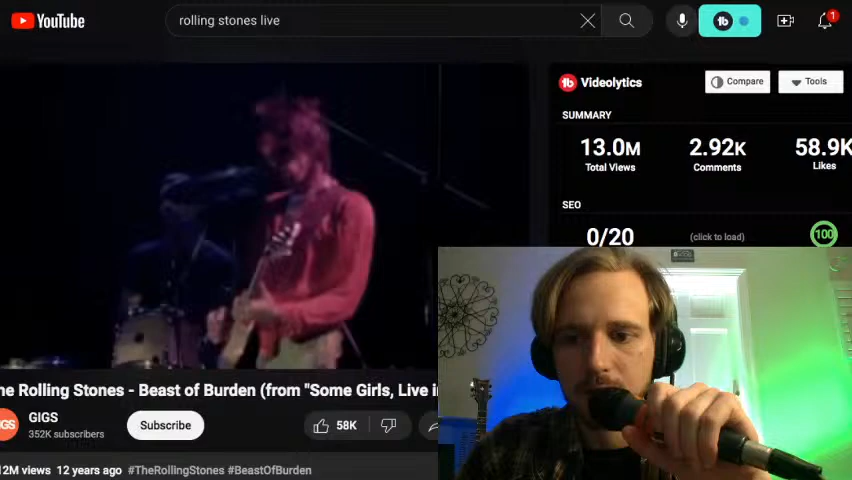 YouTube
rolling stones live
1
Videolytics
Compare
Tools
SUMMARY
13.0M
2.92K
58.9K
Total Views
Comments
Likes
SEO
0/20
(click to load)
100
he Rolling Stones - Beast of Burden (from "Some Girls, Live i
GIGS
352K subscribers
Subscribe
58K
2M views 12 years ago #TheRollingStones #BeastOfBurden